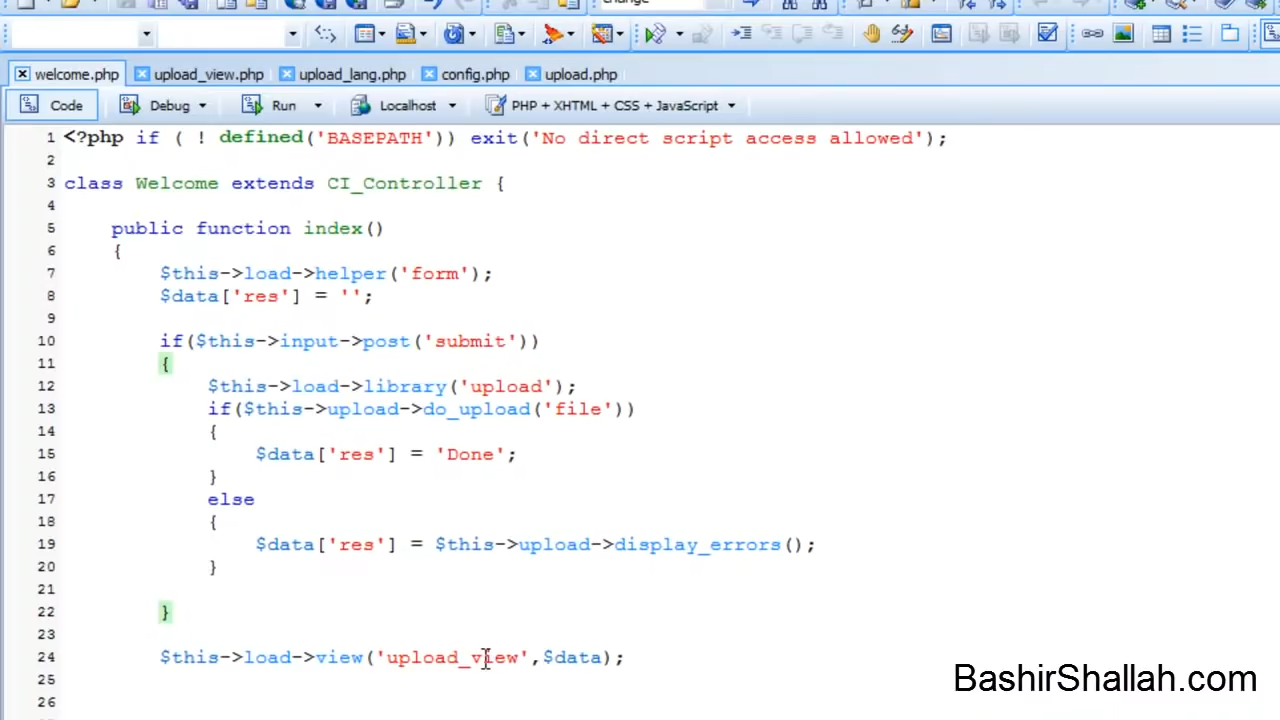 change
welcome.php upload_view.php upload_lang.php config.php upload.php
Code Debug Run Localhost PHP + XHTML + CSS + JavaScript
1 <?php if ( ! defined('BASEPATH')) exit('No direct script access allowed');
2
3 class Welcome extends CI_Controller {
4
5 public function index()
6 {
7 $this->load->helper('form');
8 $data['res'] = '';
9
10 if($this->input->post('submit'))
11 {
12 $this->load->library('upload');
13 if($this->upload->do_upload('file'))
14 {
15 $data['res'] = 'Done';
16 }
17 else
18 {
19 $data['res'] = $this->upload->display_errors();
20 }
21
22 }
23
24 $this->load->view('upload_view',$data);
25
26
BashirShallah.com